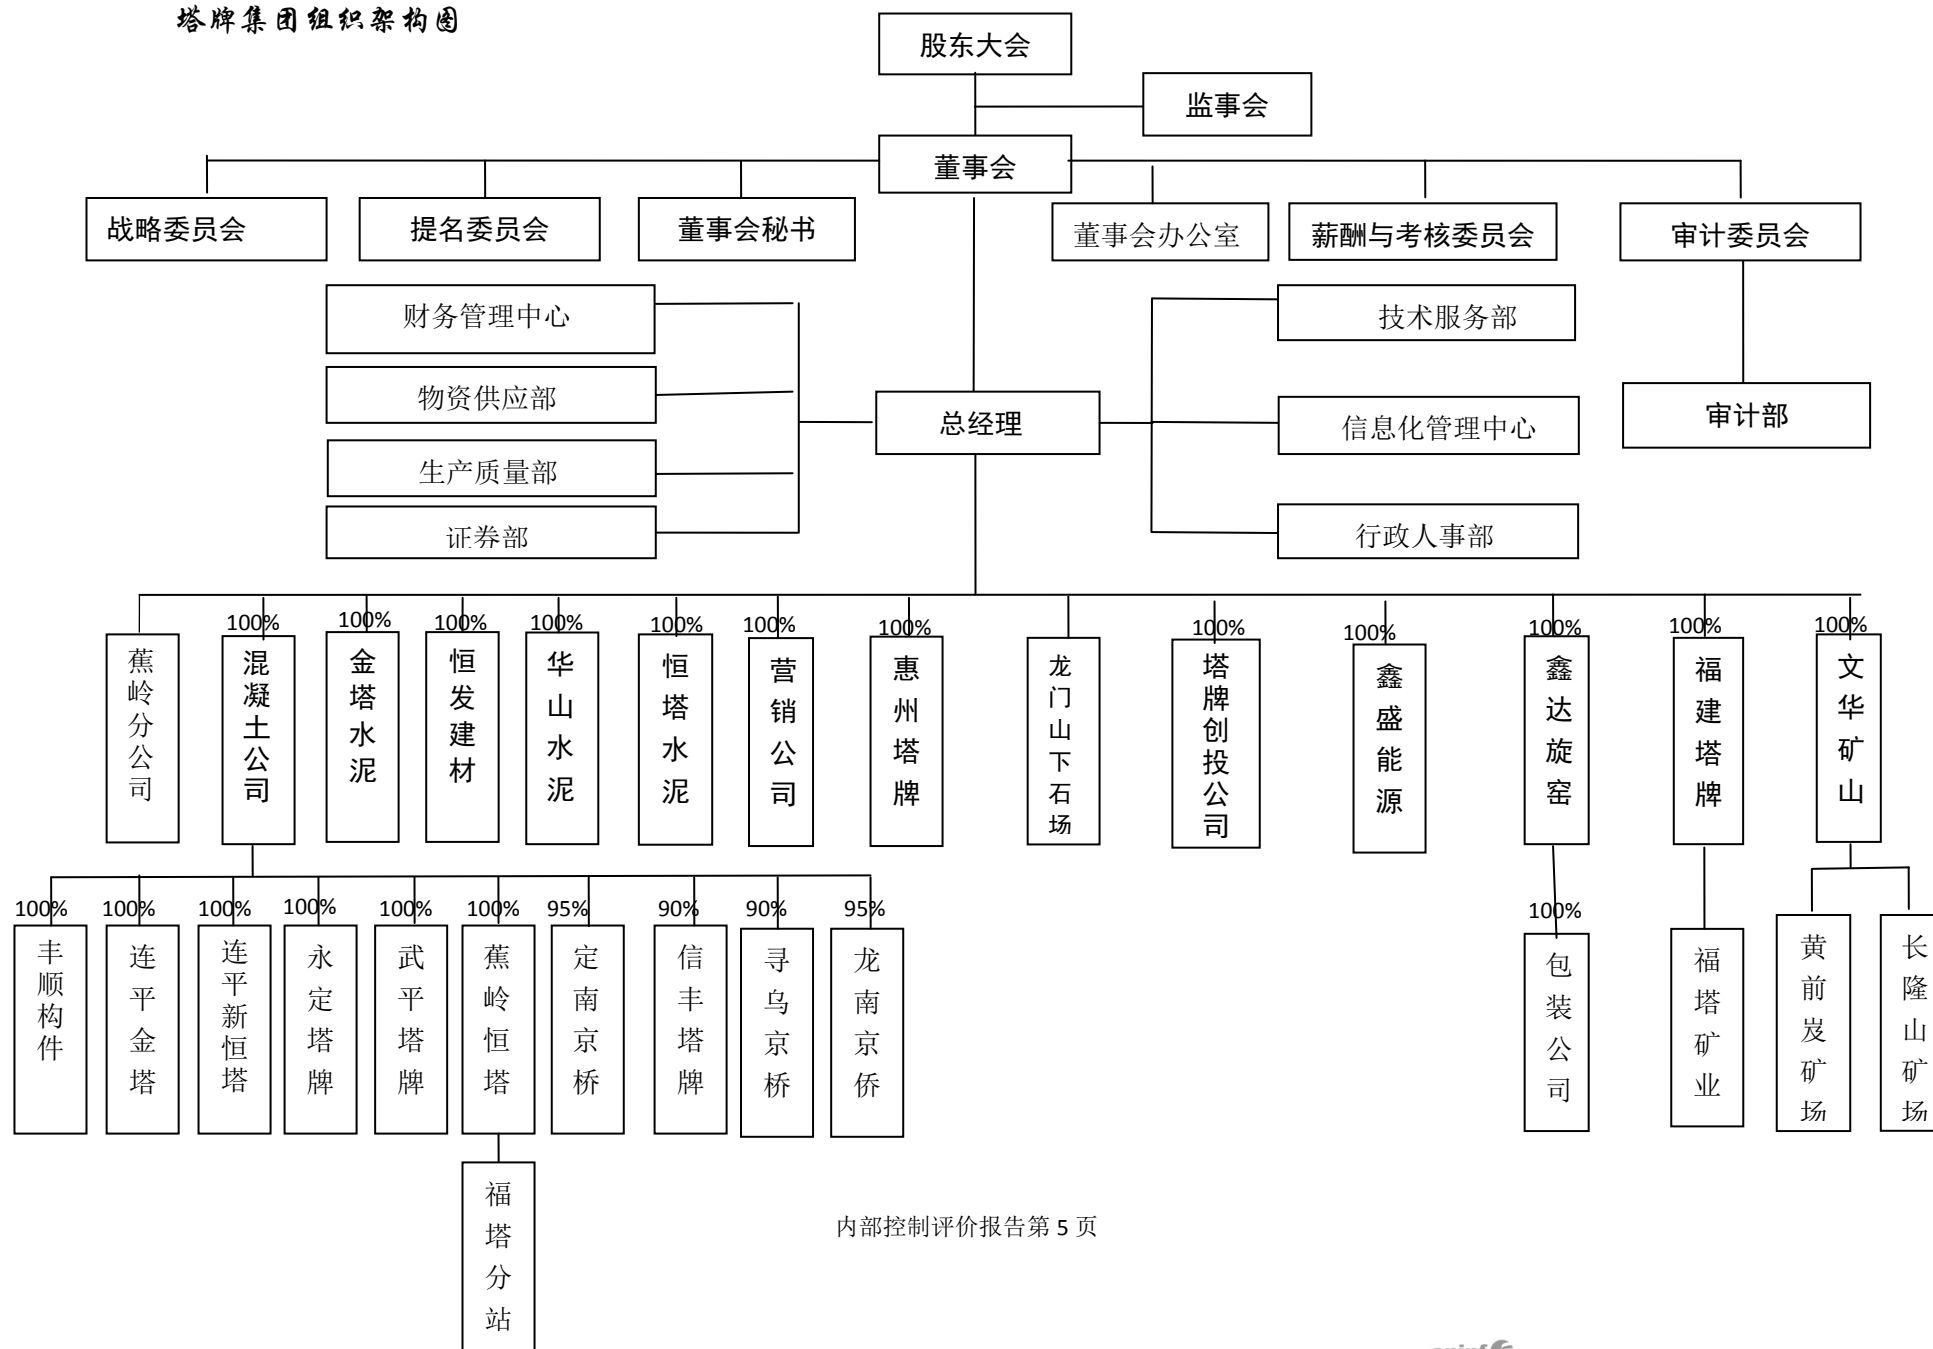 塔牌集团组织架构图
股东大会
监事会
董事会
战略委员会
提名委员会
董事会秘书
董事会办公室
薪酬与考核委员会
审计委员会
财务管理中心
技术服务部
物资供应部
总经理
信息化管理中心
审计部
生产质量部
证券部
行政人事部
蕉岭分公司
100%
混凝土公司
100%
金塔水泥
100%
恒发建材
100%
华山水泥
100%
恒塔水泥
100%
营销公司
100%
惠州塔牌
龙门山下石场
100%
塔牌创投公司
100%
鑫盛能源
100%
鑫达旋窑
100%
福建塔牌
100%
文华矿山
100%
丰顺构件
100%
连平金塔
100%
连平新恒塔
100%
永定塔牌
100%
武平塔牌
100%
蕉岭恒塔
95%
定南京桥
90%
信丰塔牌
90%
寻乌京桥
95%
龙南京侨
100%
包装公司
福塔矿业
黄前岌矿场
长隆山矿场
福塔分站
内部控制评价报告第 5 页